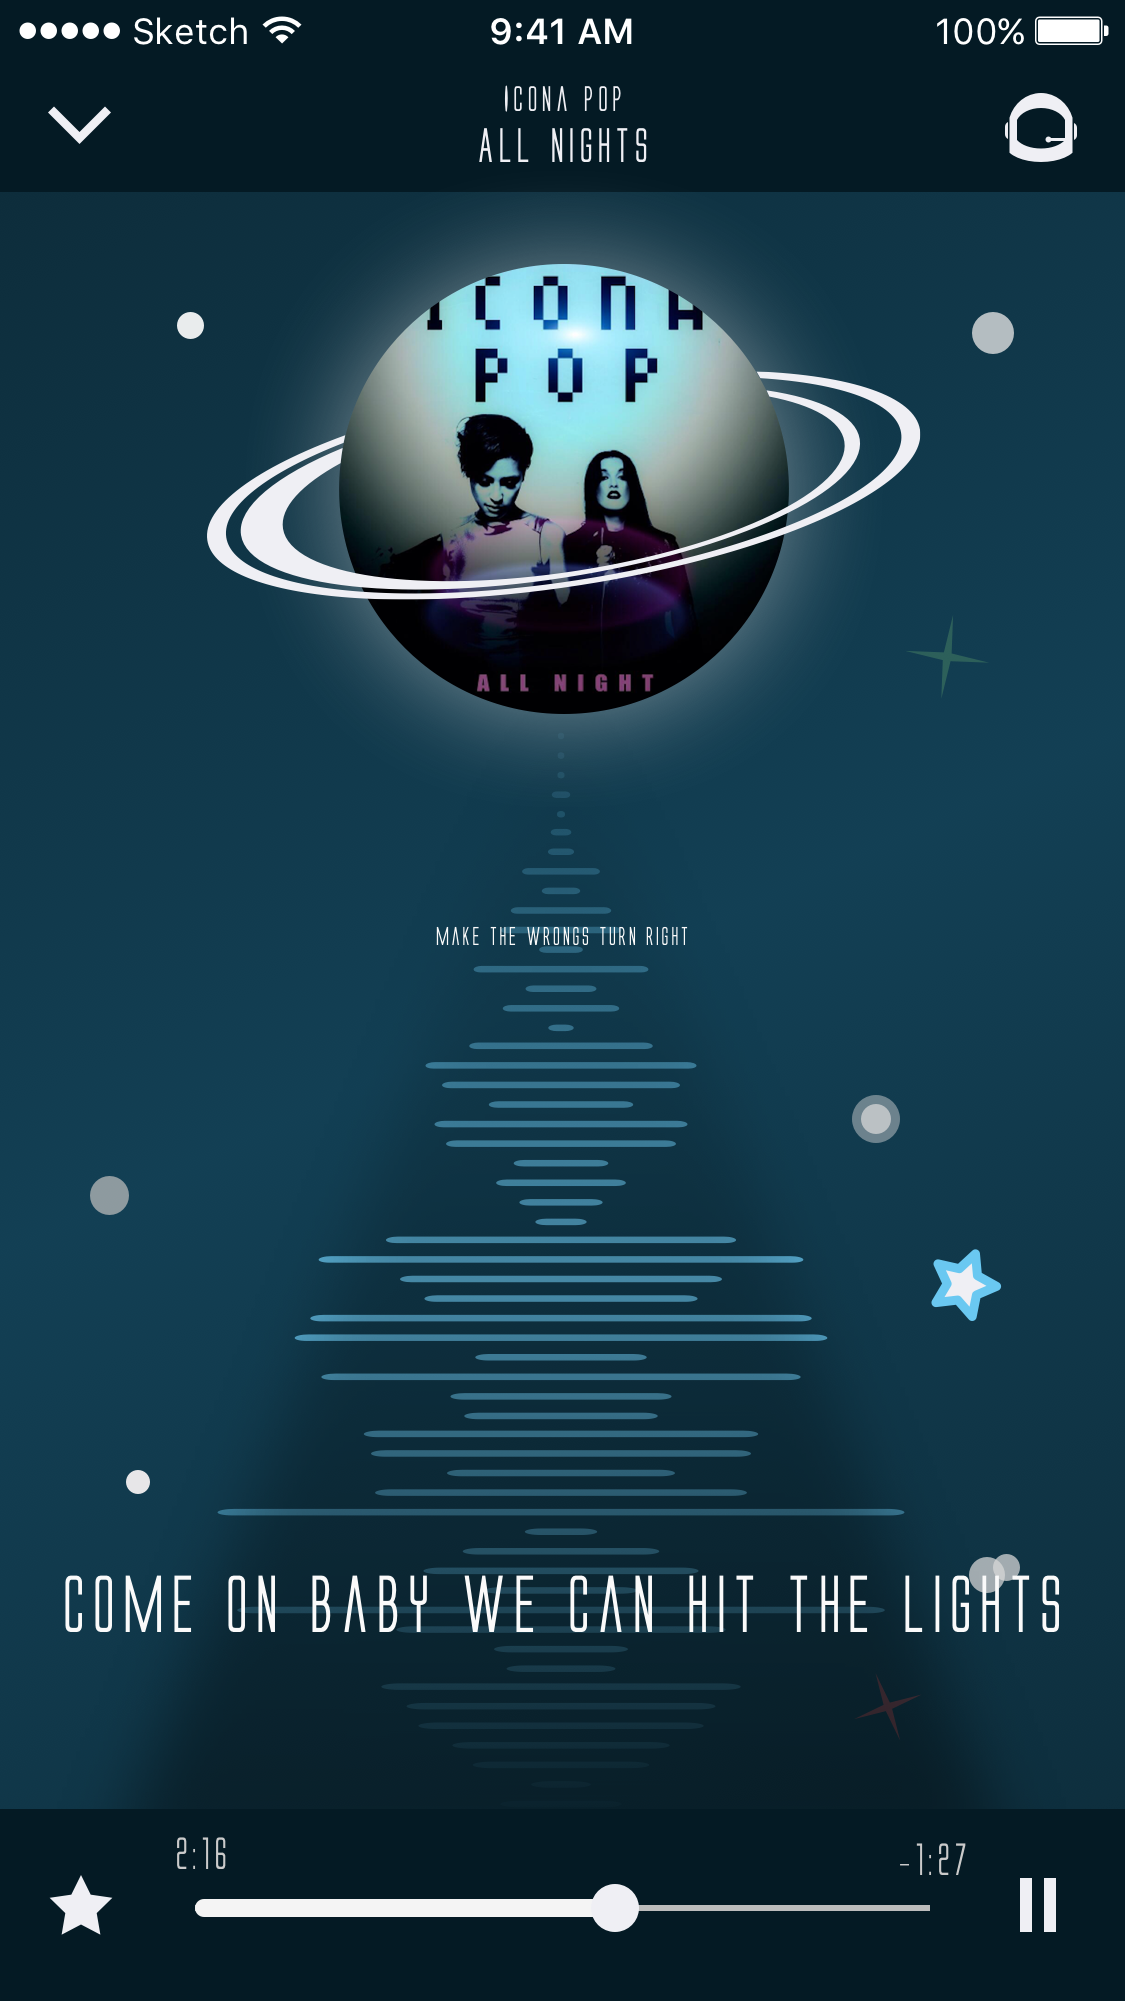 Sketch 9:41 AM 100%
ICONA POP
ALL NIGHTS
ICONA
POP
ALL NIGHT
MAKE THE WRONGS TURN RIGHT
COME ON BABY WE CAN HIT THE LIGHTS
2:16 -1:27